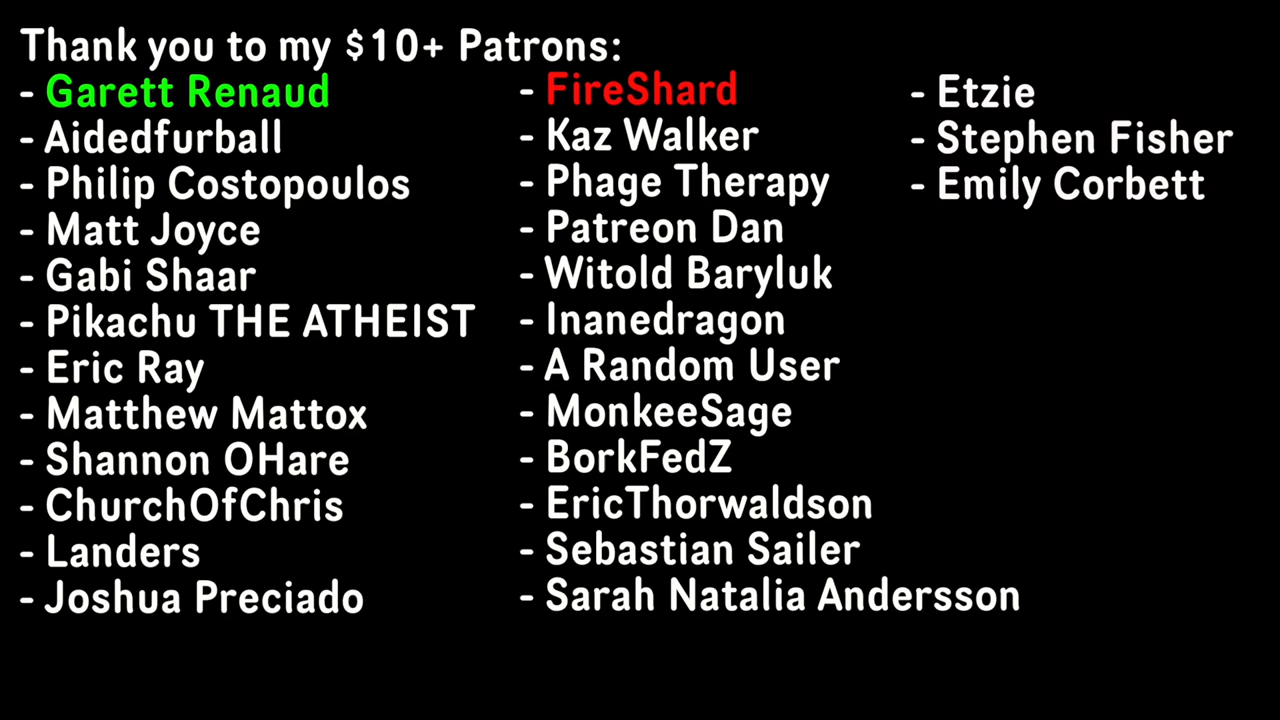 Thank you to my $10+ Patrons:
- Garett Renaud
- Aidedfurball
- Philip Costopoulos
- Matt Joyce
- Gabi Shaar
- Pikachu THE ATHEIST
- Eric Ray
- Matthew Mattox
- Shannon OHare
- ChurchOfChris
- Landers
- Joshua Preciado
- FireShard
- Kaz Walker
- Phage Therapy
- Patreon Dan
- Witold Baryluk
- Inanedragon
- A Random User
- MonkeeSage
- BorkFedZ
- EricThorwaldson
- Sebastian Sailer
- Sarah Natalia Andersson
- Etzie
- Stephen Fisher
- Emily Corbett